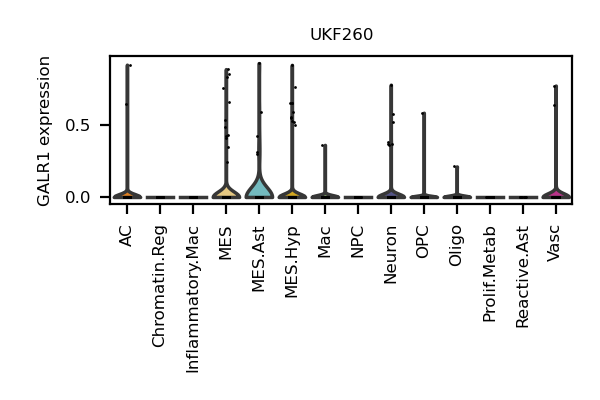 UKF260
GALR1 expression
0.5
0.0
AC
Chromatin.Reg
Inflammatory.Mac
MES
MES.Ast
MES.Hyp
Mac
NPC
Neuron
OPC
Oligo
Prolif.Metab
Reactive.Ast
Vasc